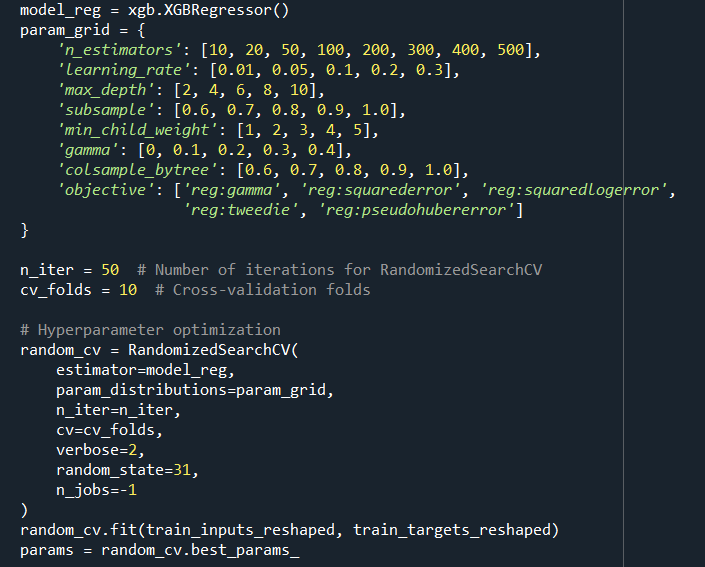 model_reg = xgb.XGBRegressor()
param_grid = {
    'n_estimators': [10, 20, 50, 100, 200, 300, 400, 500],
    'learning_rate': [0.01, 0.05, 0.1, 0.2, 0.3],
    'max_depth': [2, 4, 6, 8, 10],
    'subsample': [0.6, 0.7, 0.8, 0.9, 1.0],
    'min_child_weight': [1, 2, 3, 4, 5],
    'gamma': [0, 0.1, 0.2, 0.3, 0.4],
    'colsample_bytree': [0.6, 0.7, 0.8, 0.9, 1.0],
    'objective': ['reg:gamma', 'reg:squarederror', 'reg:squaredlogerror',
                  'reg:tweedie', 'reg:pseudohubererror']
}
n_iter = 50  # Number of iterations for RandomizedSearchCV
cv_folds = 10  # Cross-validation folds
# Hyperparameter optimization
random_cv = RandomizedSearchCV(
    estimator=model_reg,
    param_distributions=param_grid,
    n_iter=n_iter,
    cv=cv_folds,
    verbose=2,
    random_state=31,
    n_jobs=-1
)
random_cv.fit(train_inputs_reshaped, train_targets_reshaped)
params = random_cv.best_params_